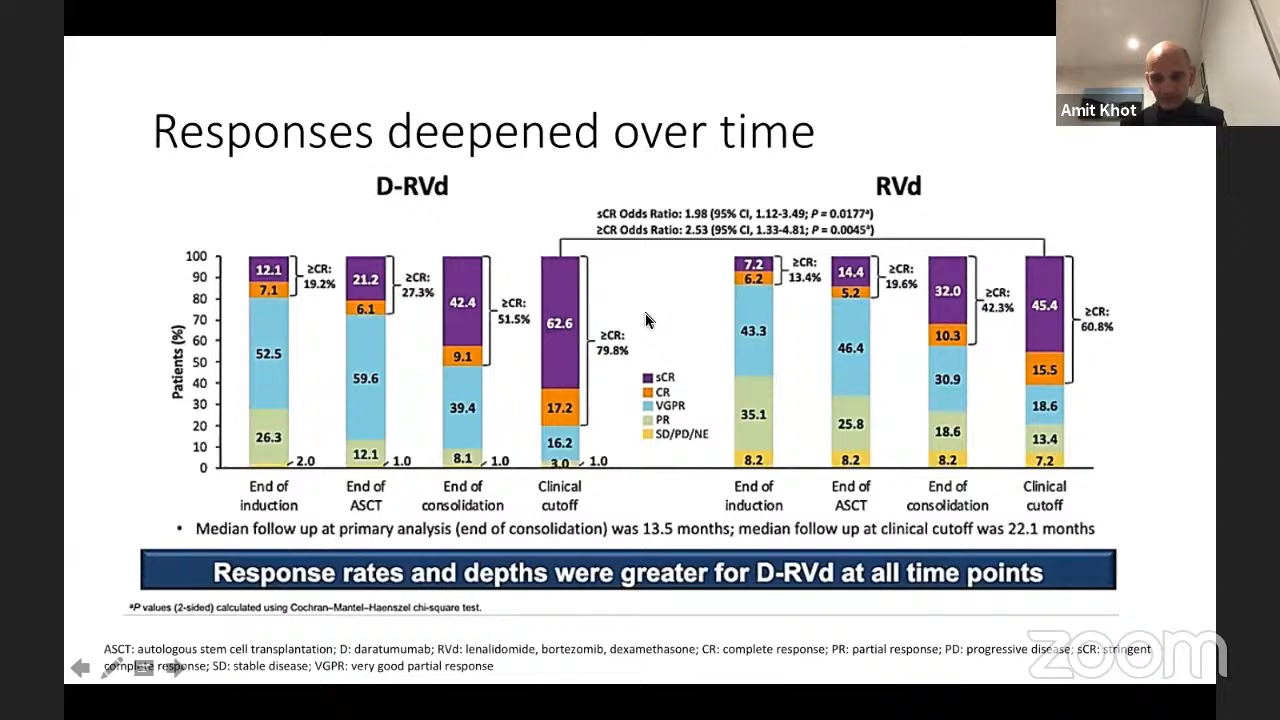 Amit Khot
Responses deepened over time
D-RVd
RVd
sCR Odds Ratio: 1.98 (95% CI, 1.12-3.49; P = 0.0177ᵃ)
≥CR Odds Ratio: 2.53 (95% CI, 1.33-4.81; P = 0.0045ᵃ)
Patients (%)
100
90
80
70
60
50
40
30
20
10
0
12.1
7.1
52.5
26.3
2.0
≥CR:
19.2%
21.2
6.1
59.6
12.1
1.0
≥CR:
27.3%
42.4
9.1
39.4
8.1
1.0
≥CR:
51.5%
62.6
17.2
16.2
3.0
1.0
≥CR:
79.8%
sCR
CR
VGPR
PR
SD/PD/NE
7.2
6.2
43.3
35.1
8.2
≥CR:
13.4%
14.4
5.2
46.4
25.8
8.2
≥CR:
19.6%
32.0
10.3
30.9
18.6
8.2
≥CR:
42.3%
45.4
15.5
18.6
13.4
7.2
≥CR:
60.8%
End of
induction
End of
ASCT
End of
consolidation
Clinical
cutoff
End of
induction
End of
ASCT
End of
consolidation
Clinical
cutoff
• Median follow up at primary analysis (end of consolidation) was 13.5 months; median follow up at clinical cutoff was 22.1 months
Response rates and depths were greater for D-RVd at all time points
ᵃP values (2-sided) calculated using Cochran–Mantel–Haenszel chi-square test.
ASCT: autologous stem cell transplantation; D: daratumumab; RVd: lenalidomide, bortezomib, dexamethasone; CR: complete response; PR: partial response; PD: progressive disease; sCR: stringent
complete response; SD: stable disease; VGPR: very good partial response
zoom